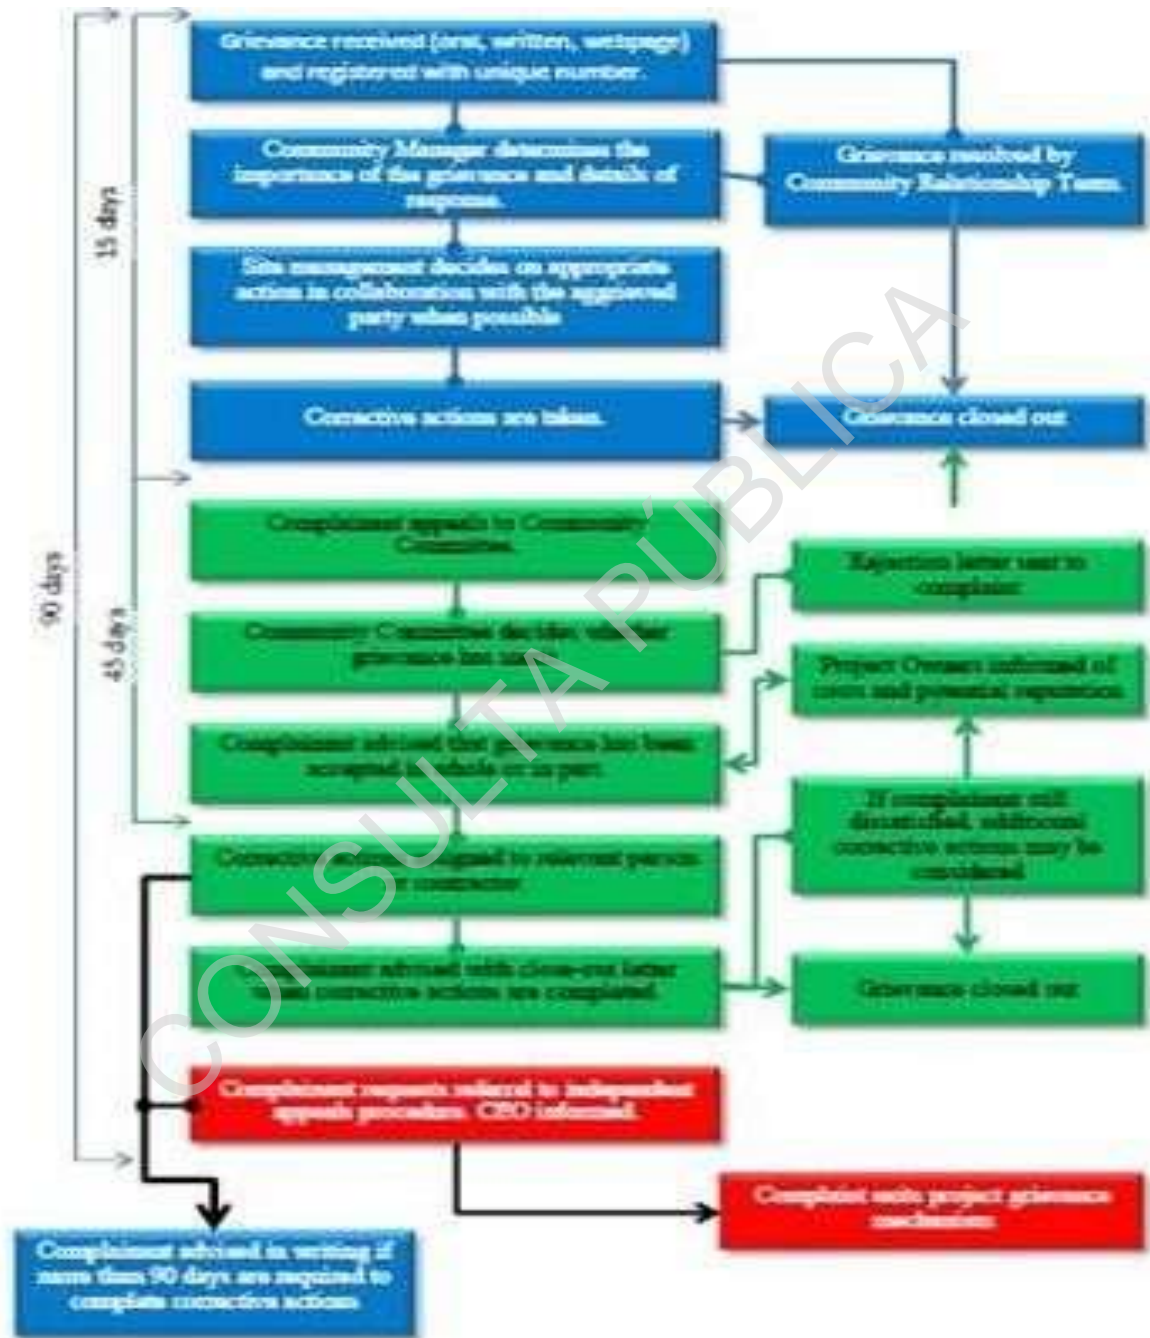 Grievance received (oral, written, webpage)
and registered with unique number.
Community Manager determines the
importance of the grievance and details of
response.
Grievance resolved by
Community Relationship Team.
15 days
Site management decides on appropriate
action in collaboration with the aggrieved
party when possible
Corrective actions are taken.
Grievance closed out
90 days
45 days
Complainant appeals to Community
Committee
Rejection letter sent to
Community Committee decides whether
grievance has
Project Owners informed of
costs and potential reputation
Complainant advised that grievance has been
accepted in whole or in part
If complainant still
dissatisfied, additional
corrective actions may be
considered
Corrective assigned to relevant person
contractor
Complainant advised with close-out letter
when corrective actions are completed.
Grievance closed out
Complainant requests referral to independent
appeals procedure. CEO informed.
Complaint project grievance
mechanism
Complainant advised in writing if
more than 90 days are required to
complete corrective actions
CONSULTA PÚBLICA